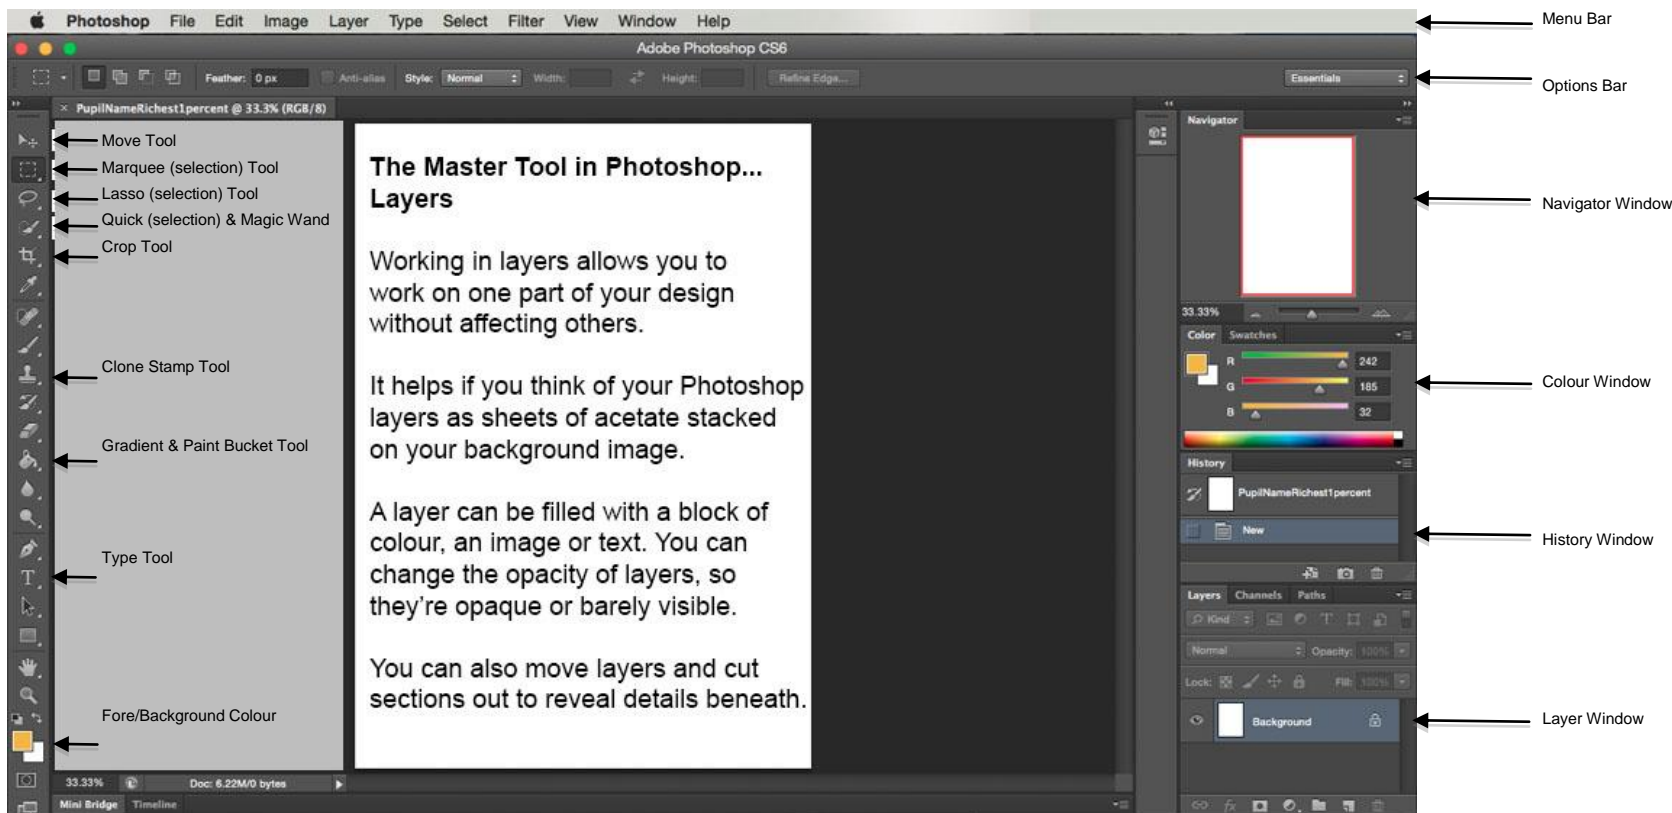 Photoshop File Edit Image Layer Type Select Filter View Window Help
Menu Bar
Adobe Photoshop CS6
Feather: 0 px Anti-alias Style: Normal Width: Height: Refine Edge... Essentials
Options Bar
× PupilNameRichest1percent @ 33.3% (RGB/8)
Move Tool
Marquee (selection) Tool
Lasso (selection) Tool
Quick (selection) & Magic Wand
Crop Tool
Clone Stamp Tool
Gradient & Paint Bucket Tool
Type Tool
Fore/Background Colour
The Master Tool in Photoshop...
Layers
Working in layers allows you to
work on one part of your design
without affecting others.
It helps if you think of your Photoshop
layers as sheets of acetate stacked
on your background image.
A layer can be filled with a block of
colour, an image or text. You can
change the opacity of layers, so
they're opaque or barely visible.
You can also move layers and cut
sections out to reveal details beneath.
Navigator
Navigator Window
33.33%
Color Swatches
R 242
G 185
B 32
Colour Window
History
PupilNameRichest1percent
New
History Window
Layers Channels Paths
Kind
Normal Opacity: 100%
Lock: Fill: 100%
Background
Layer Window
33.33% Doc: 6.22M/0 bytes
Mini Bridge Timeline